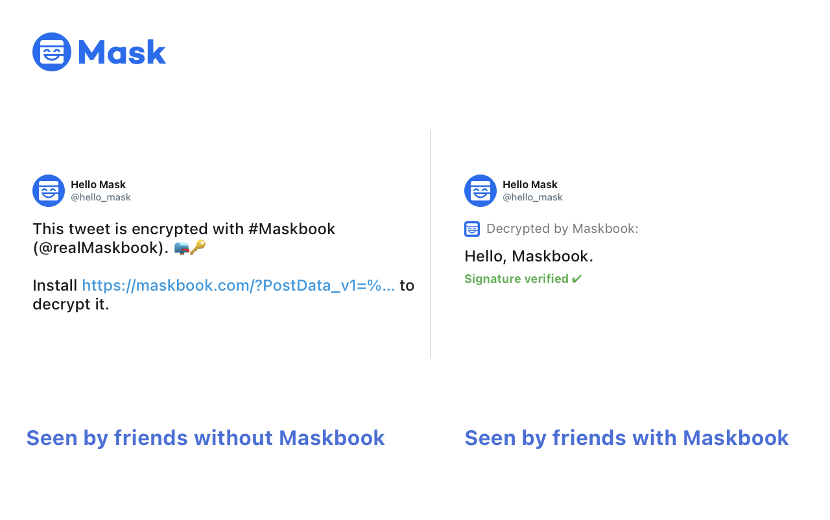 Mask
Hello Mask
@hello_mask
This tweet is encrypted with #Maskbook
(@realMaskbook). 📪🔑
Install https://maskbook.com/?PostData_v1=%... to
decrypt it.
Seen by friends without Maskbook
Hello Mask
@hello_mask
Decrypted by Maskbook:
Hello, Maskbook.
Signature verified ✔
Seen by friends with Maskbook